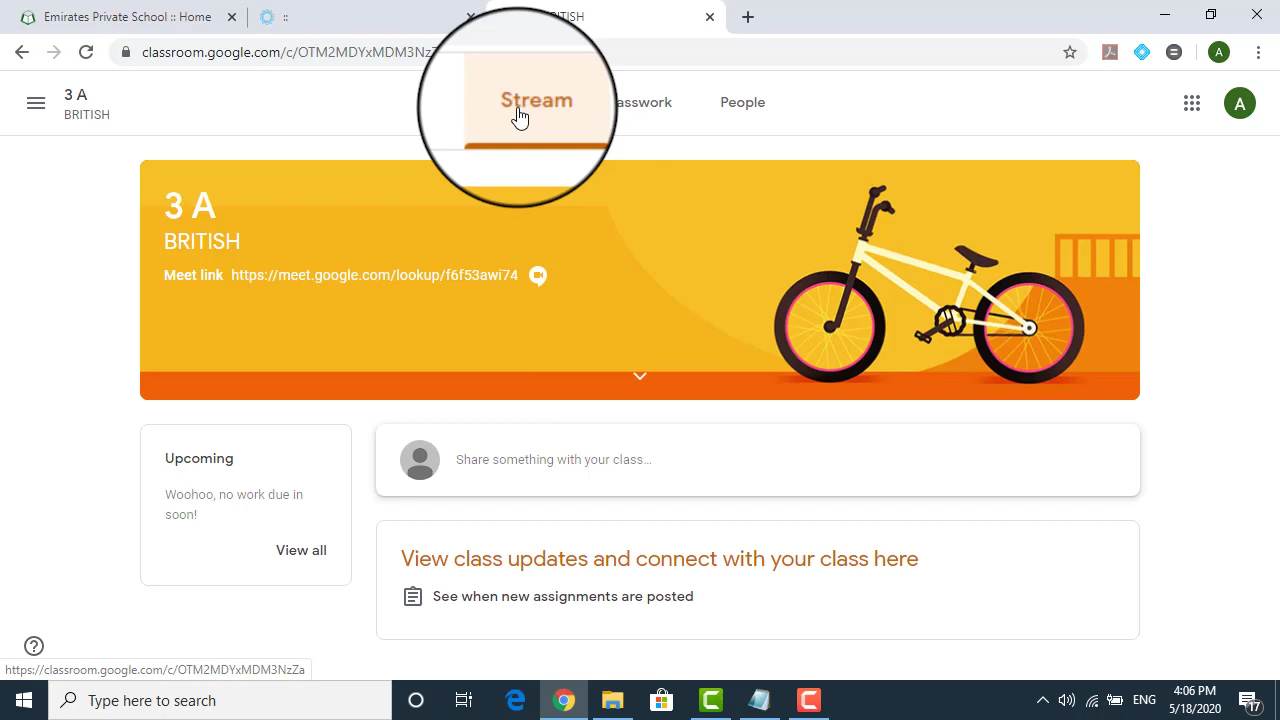 Emirates Private School :: Home
::
BRITISH
classroom.google.com/c/OTM2MDYxMDM3NzZ
A
3 A
BRITISH
Stream
asswork
People
A
3 A
BRITISH
Meet link https://meet.google.com/lookup/f6f53awi74
Upcoming
Woohoo, no work due in
soon!
View all
Share something with your class...
View class updates and connect with your class here
See when new assignments are posted
https://classroom.google.com/c/OTM2MDYxMDM3NzZa
Type here to search
ENG
4:06 PM
5/18/2020
17